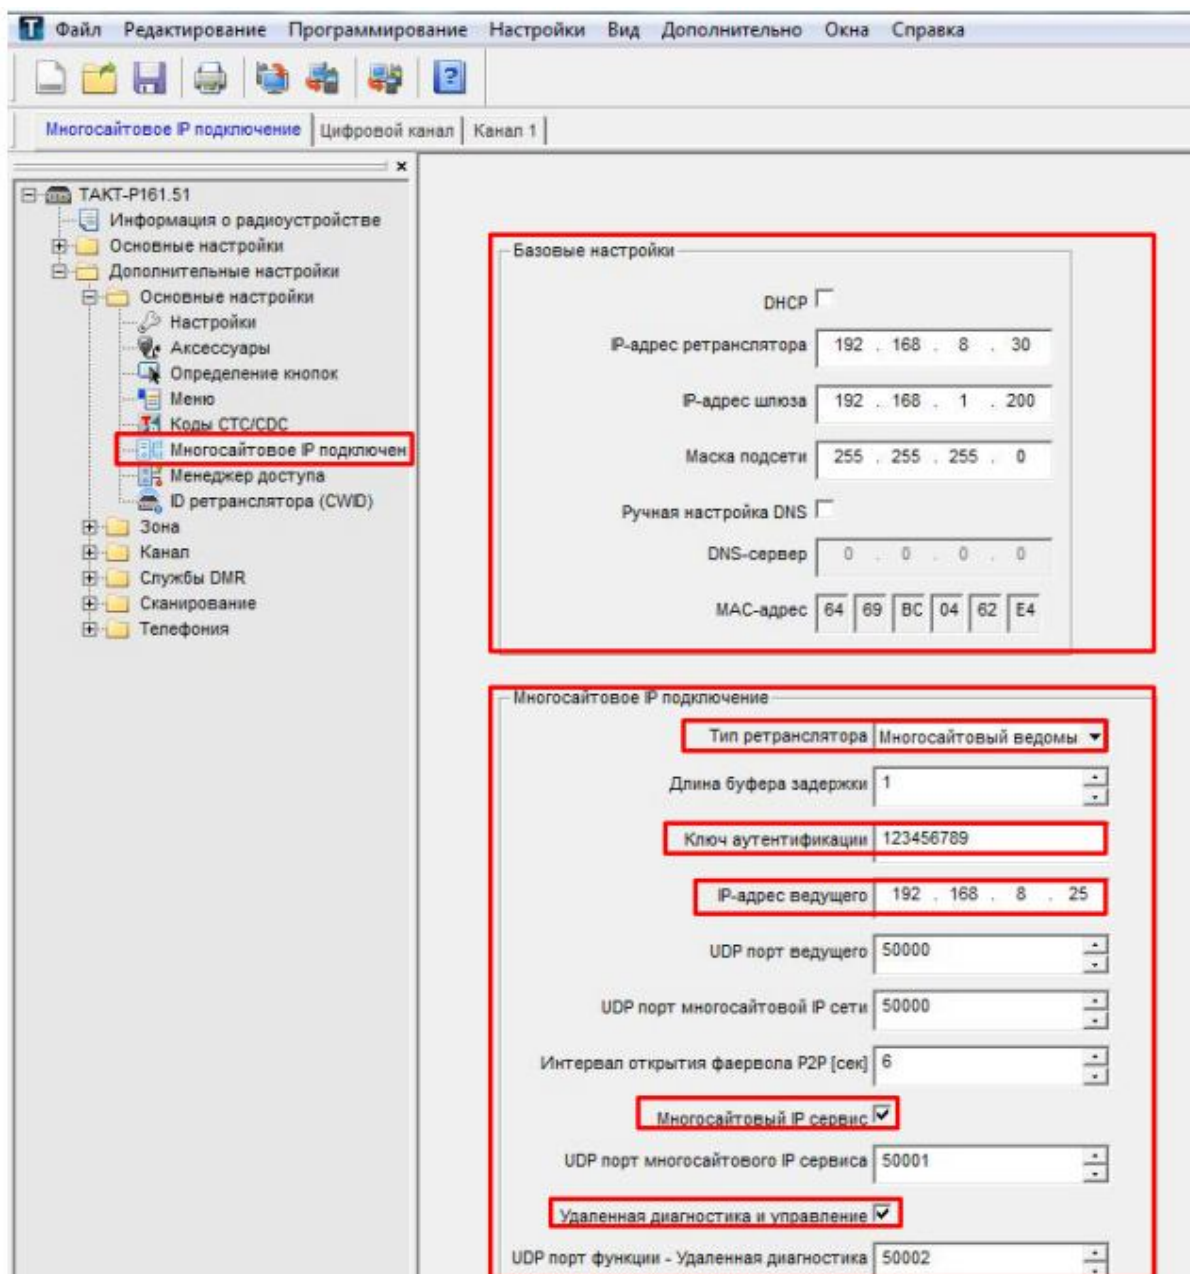 Файл Редактирование Программирование Настройки Вид Дополнительно Окна Справка
Многосайтовое IP подключение Цифровой канал Канал 1
ТАКТ-Р161.51
Информация о радиоустройстве
Основные настройки
Дополнительные настройки
Основные настройки
Настройки
Аксессуары
Определение кнопок
Меню
Коды CTC/CDC
Многосайтовое IP подключен
Менеджер доступа
ID ретранслятора (CWID)
Зона
Канал
Службы DMR
Сканирование
Телефония
Базовые настройки
DHCP
IP-адрес ретранслятора 192 . 168 . 8 . 30
IP-адрес шлюза 192 . 168 . 1 . 200
Маска подсети 255 . 255 . 255 . 0
Ручная настройка DNS
DNS-сервер 0 . 0 . 0 . 0
MAC-адрес 64 69 BC 04 62 E4
Многосайтовое IP подключение
Тип ретранслятора Многосайтовый ведомы
Длина буфера задержки 1
Ключ аутентификации 123456789
IP-адрес ведущего 192 . 168 . 8 . 25
UDP порт ведущего 50000
UDP порт многосайтовой IP сети 50000
Интервал открытия фаервола P2P [сек] 6
Многосайтовый IP сервис
UDP порт многосайтового IP сервиса 50001
Удаленная диагностика и управление
UDP порт функции - Удаленная диагностика 50002